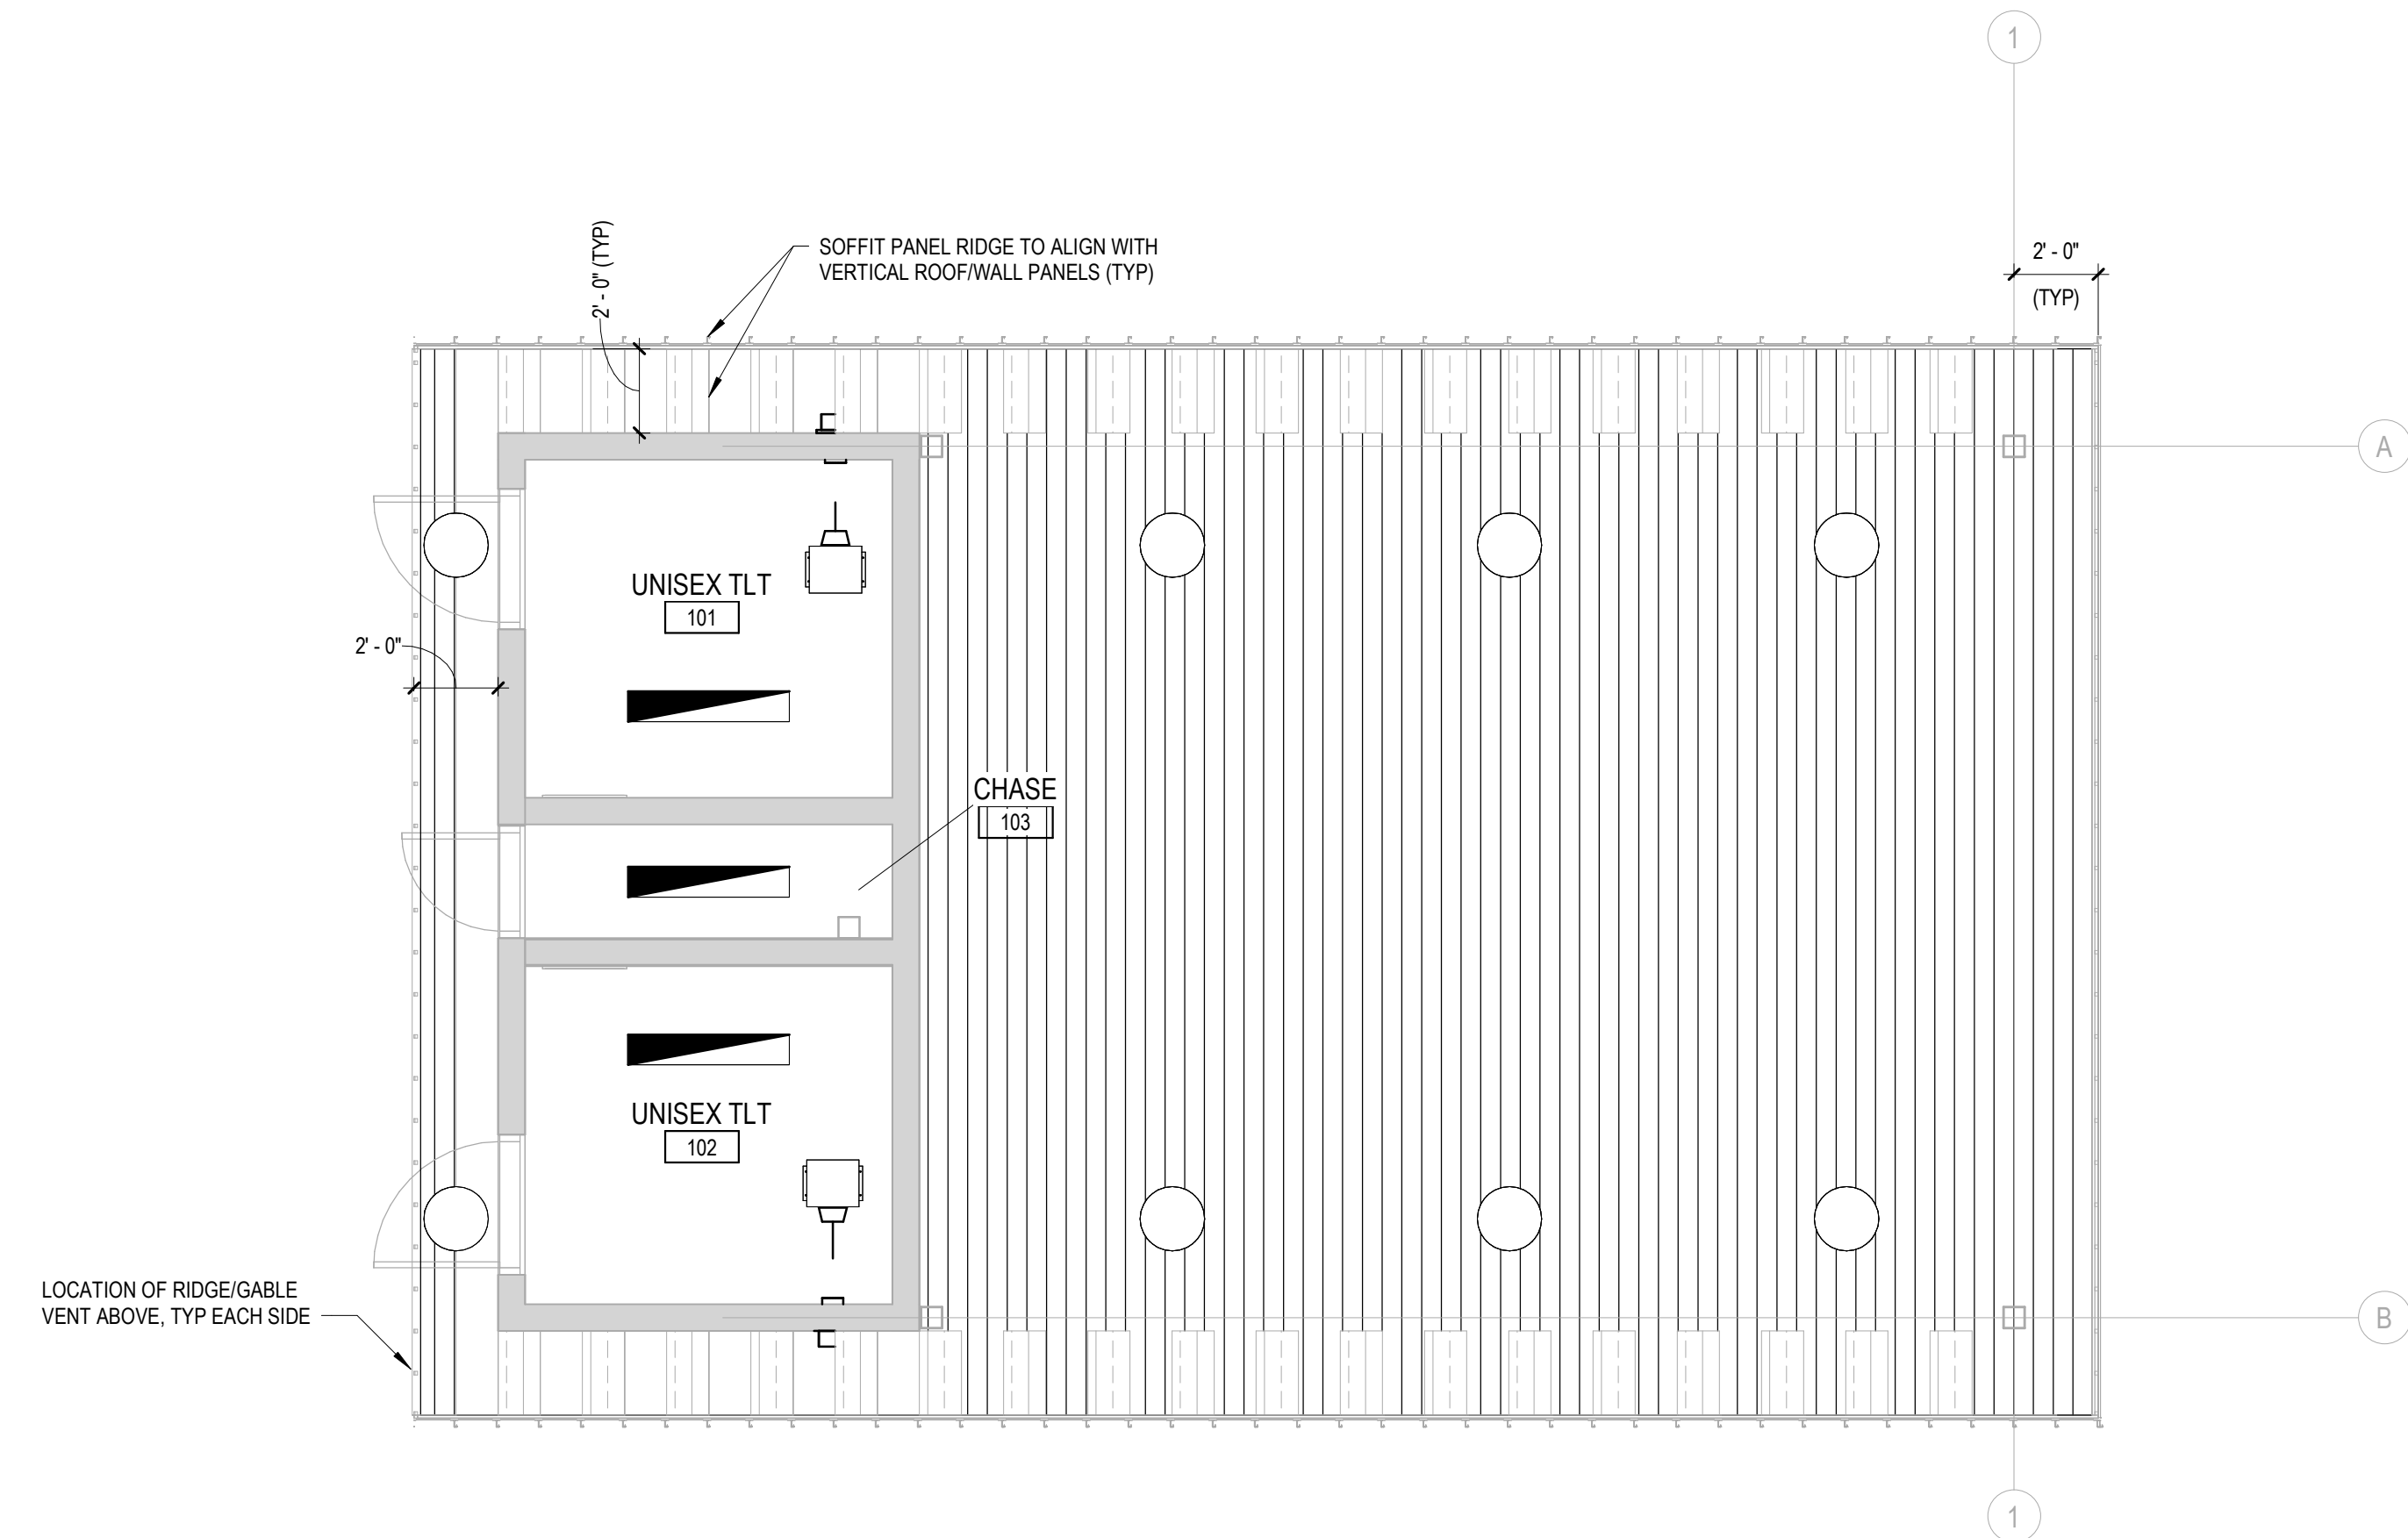 1
2' - 0" (TYP)
SOFFIT PANEL RIDGE TO ALIGN WITH
VERTICAL ROOF/WALL PANELS (TYP)
2' - 0"
(TYP)
A
UNISEX TLT
101
2' - 0"
CHASE
103
UNISEX TLT
102
LOCATION OF RIDGE/GABLE
VENT ABOVE, TYP EACH SIDE
B
1